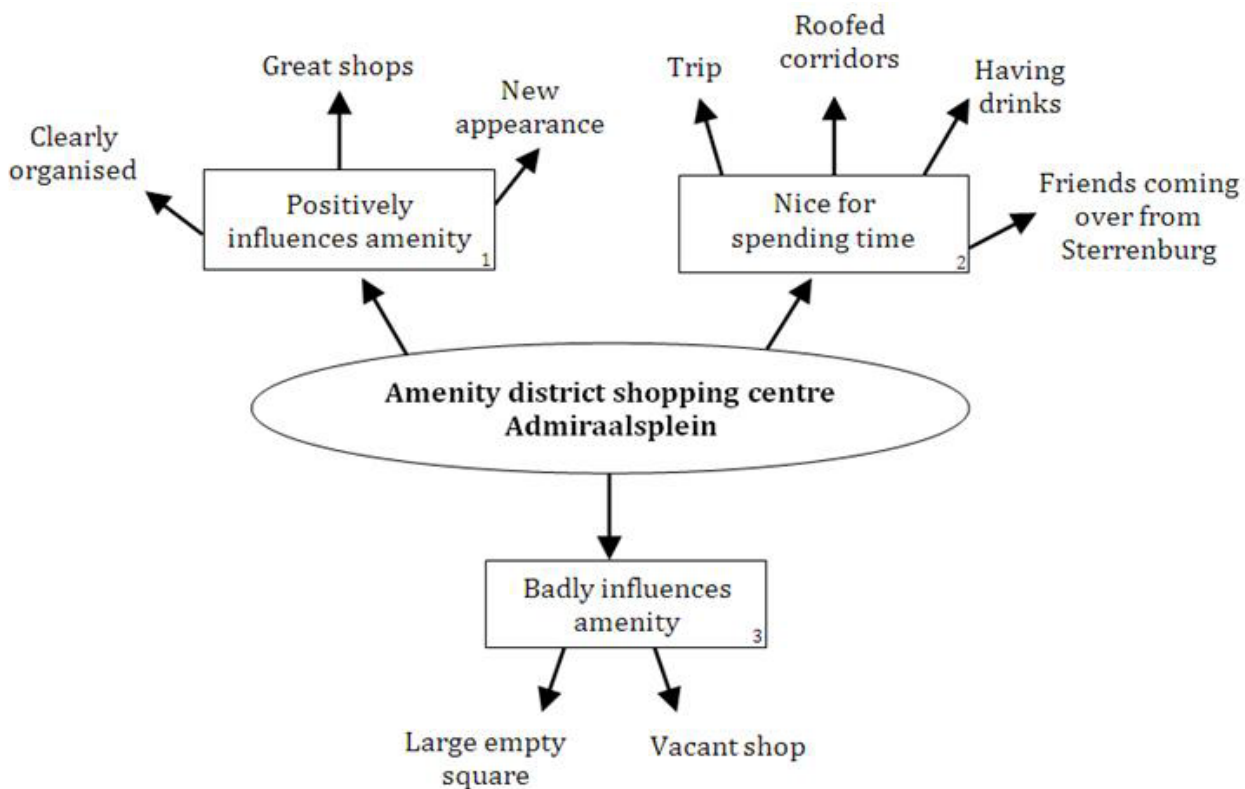 Great shops
New
appearance
Clearly
organised
Positively
influences amenity
1
Trip
Roofed
corridors
Having
drinks
Nice for
spending time
2
Friends coming
over from
Sterrenburg
Amenity district shopping centre
Admiraalsplein
Badly influences
amenity
3
Large empty
square
Vacant shop